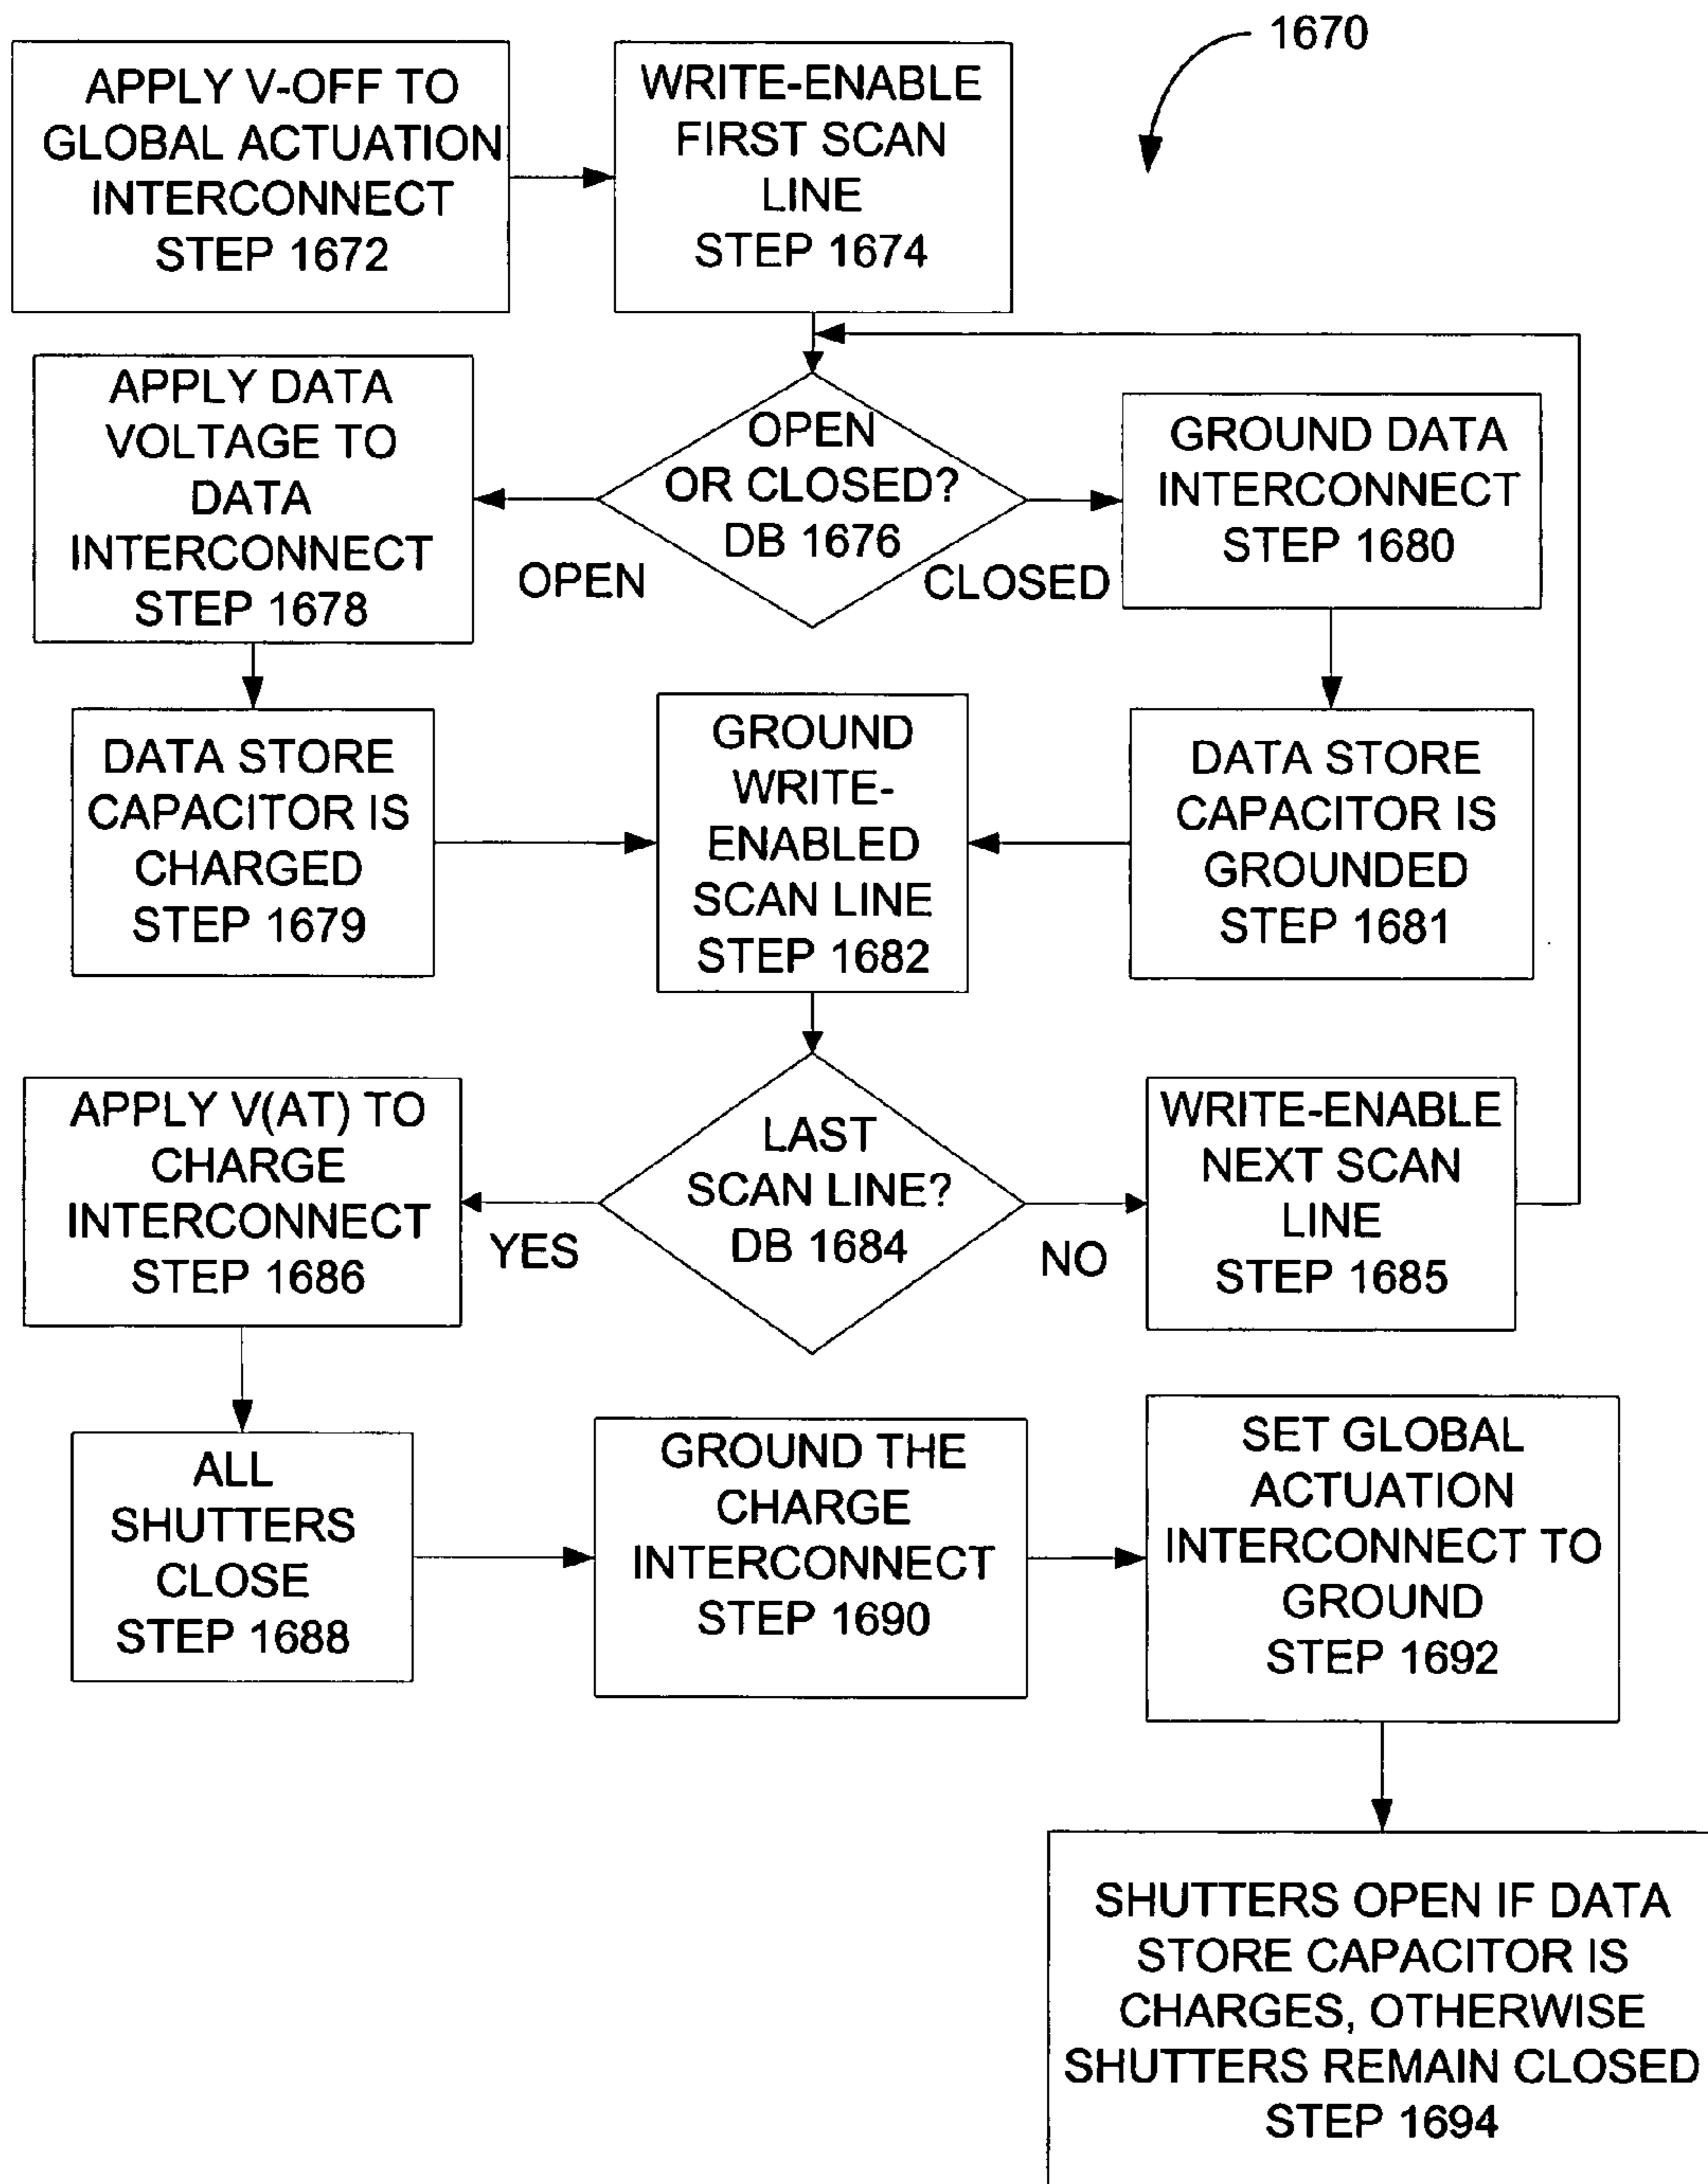 1670
APPLY V-OFF TO
GLOBAL ACTUATION
INTERCONNECT
STEP 1672
WRITE-ENABLE
FIRST SCAN
LINE
STEP 1674
APPLY DATA
VOLTAGE TO
DATA
INTERCONNECT
STEP 1678
OPEN
OR CLOSED?
DB 1676
OPEN
CLOSED
GROUND DATA
INTERCONNECT
STEP 1680
DATA STORE
CAPACITOR IS
CHARGED
STEP 1679
GROUND
WRITE-
ENABLED
SCAN LINE
STEP 1682
DATA STORE
CAPACITOR IS
GROUNDED
STEP 1681
APPLY V(AT) TO
CHARGE
INTERCONNECT
STEP 1686
LAST
SCAN LINE?
DB 1684
YES
NO
WRITE-ENABLE
NEXT SCAN
LINE
STEP 1685
ALL
SHUTTERS
CLOSE
STEP 1688
GROUND THE
CHARGE
INTERCONNECT
STEP 1690
SET GLOBAL
ACTUATION
INTERCONNECT TO
GROUND
STEP 1692
SHUTTERS OPEN IF DATA
STORE CAPACITOR IS
CHARGES, OTHERWISE
SHUTTERS REMAIN CLOSED
STEP 1694